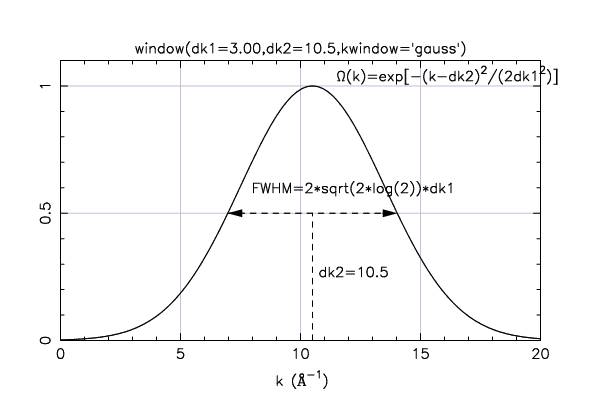 window(dk1=3.00,dk2=10.5,kwindow='gauss')
Ω(k)=exp[-(k-dk2)²/(2dk1²)]
1
FWHM=2*sqrt(2*log(2))*dk1
0.5
dk2=10.5
0
0 5 10 15 20
k (Å⁻¹)